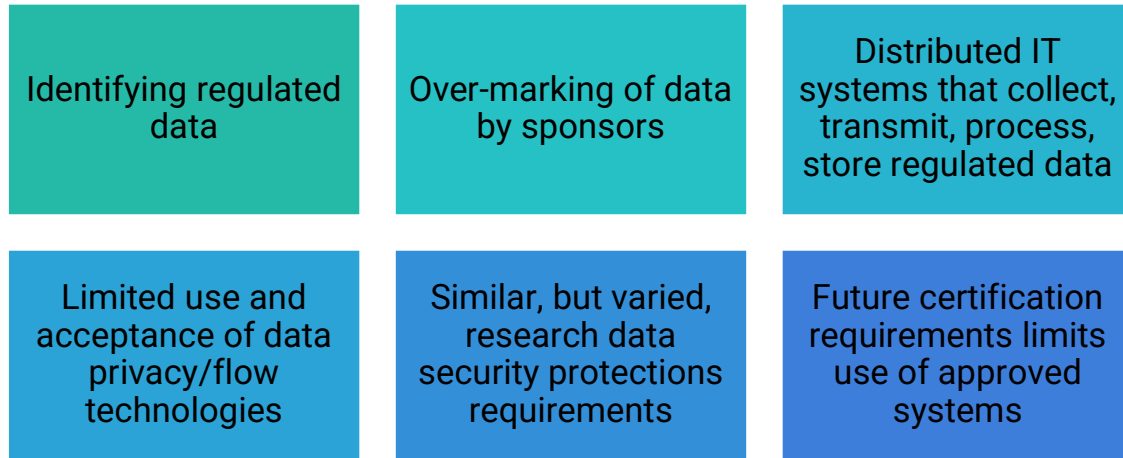 Identifying regulated
data
Over-marking of data
by sponsors
Distributed IT
systems that collect,
transmit, process,
store regulated data
Limited use and
acceptance of data
privacy/flow
technologies
Similar, but varied,
research data
security protections
requirements
Future certification
requirements limits
use of approved
systems